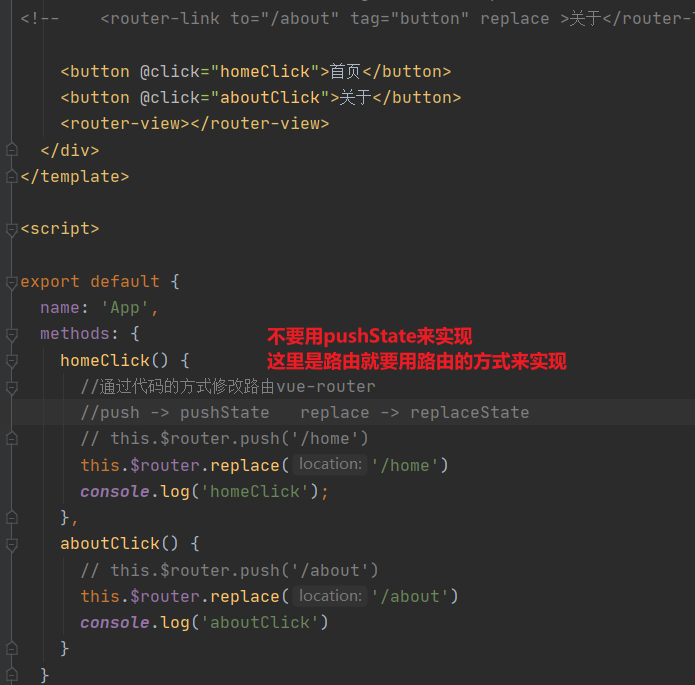 <!--    <router-link to="/about" tag="button" replace >关于</router-
<button @click="homeClick">首页</button>
<button @click="aboutClick">关于</button>
<router-view></router-view>
</div>
</template>
<script>
export default {
name: 'App',
methods: {
不要用pushState来实现
homeClick() {
这里是路由就要用路由的方式来实现
//通过代码的方式修改路由vue-router
//push -> pushState   replace -> replaceState
// this.$router.push('/home')
this.$router.replace( location: '/home')
console.log('homeClick');
},
aboutClick() {
// this.$router.push('/about')
this.$router.replace( location: '/about')
console.log('aboutClick')
}
}